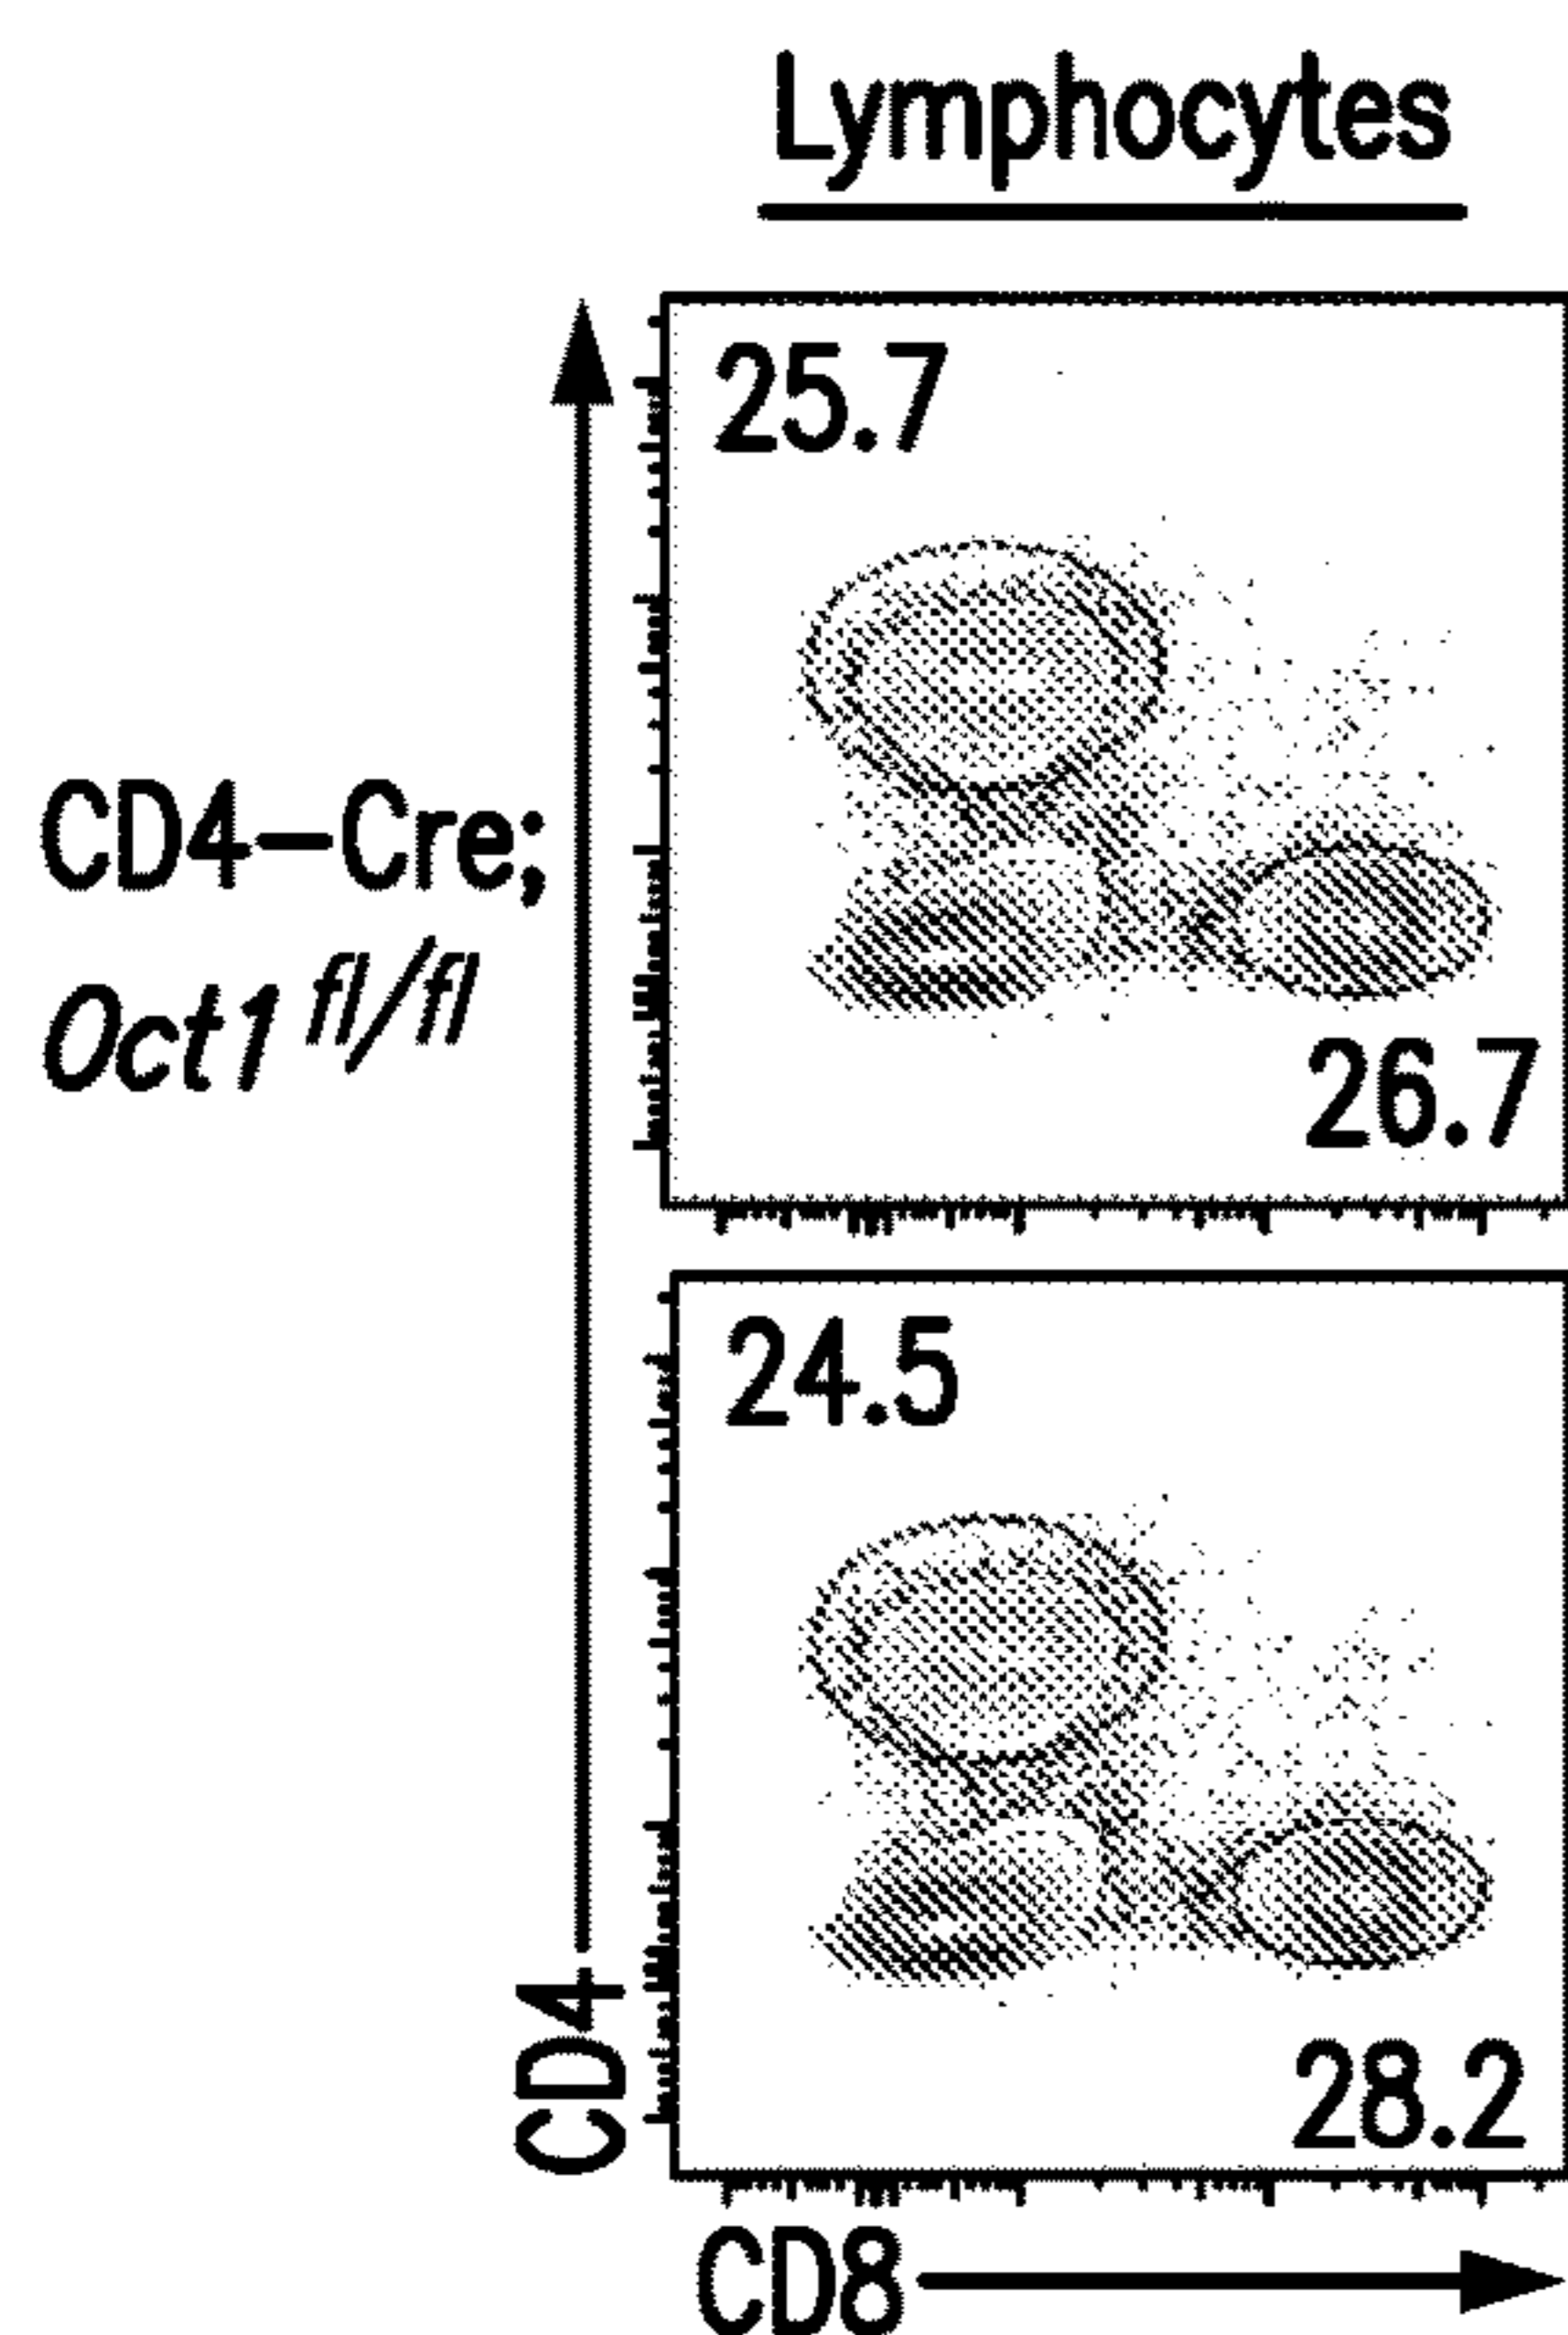 Lymphocytes
25.7
CD4-Cre;
Oct1 fl/fl
26.7
24.5
CD4
28.2
CD8